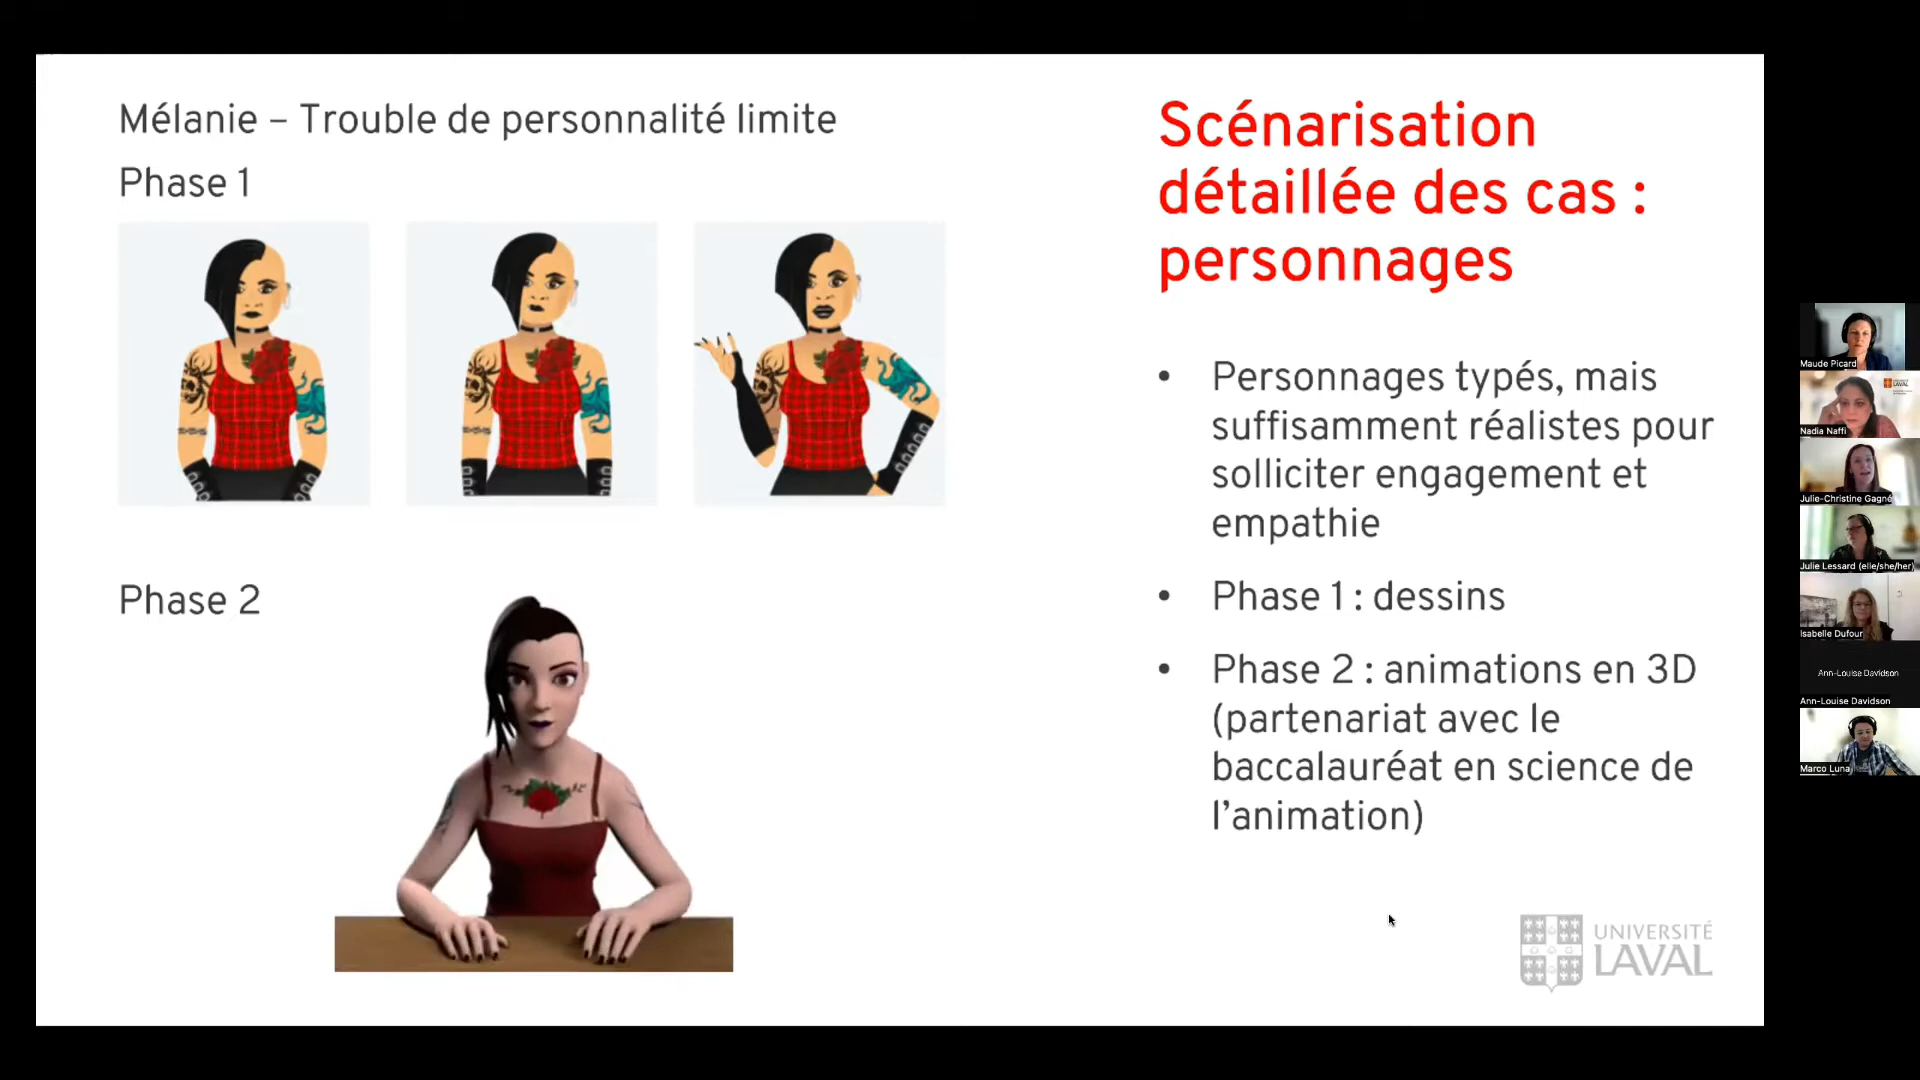 Mélanie – Trouble de personnalité limite
Phase 1
Phase 2
Scénarisation
détaillée des cas :
personnages
• Personnages typés, mais
suffisamment réalistes pour
solliciter engagement et
empathie
• Phase 1 : dessins
• Phase 2 : animations en 3D
(partenariat avec le
baccalauréat en science de
l’animation)
UNIVERSITÉ
LAVAL
Maude Picard
Nadia Naffi
Julie-Christine Gagné
Julie Lessard (elle/she/her)
Isabelle Dufour
Ann-Louise Davidson
Ann-Louise Davidson
Marco Luna